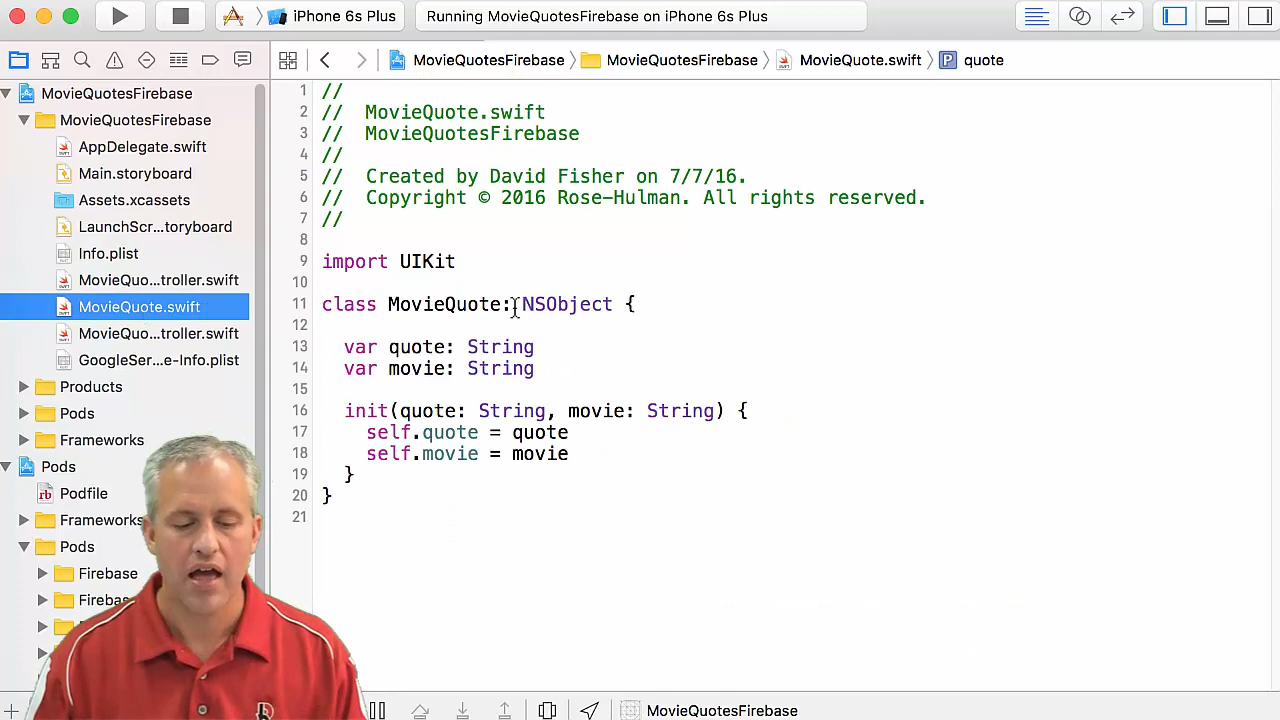 iPhone 6s Plus
Running MovieQuotesFirebase on iPhone 6s Plus
MovieQuotesFirebase
MovieQuotesFirebase
MovieQuote.swift
P quote
MovieQuotesFirebase
MovieQuotesFirebase
AppDelegate.swift
Main.storyboard
Assets.xcassets
LaunchScr...toryboard
Info.plist
MovieQuo...troller.swift
MovieQuote.swift
MovieQuo...troller.swift
GoogleSer...e-Info.plist
Products
Pods
Frameworks
Pods
rb Podfile
Frameworks
Pods
Firebase
1 //
2 // MovieQuote.swift
3 // MovieQuotesFirebase
4 //
5 // Created by David Fisher on 7/7/16.
6 // Copyright © 2016 Rose-Hulman. All rights reserved.
7 //
8
9 import UIKit
10
11 class MovieQuote: NSObject {
12
13 var quote: String
14 var movie: String
15
16 init(quote: String, movie: String) {
17 self.quote = quote
18 self.movie = movie
19 }
20 }
21
MovieQuotesFirebase